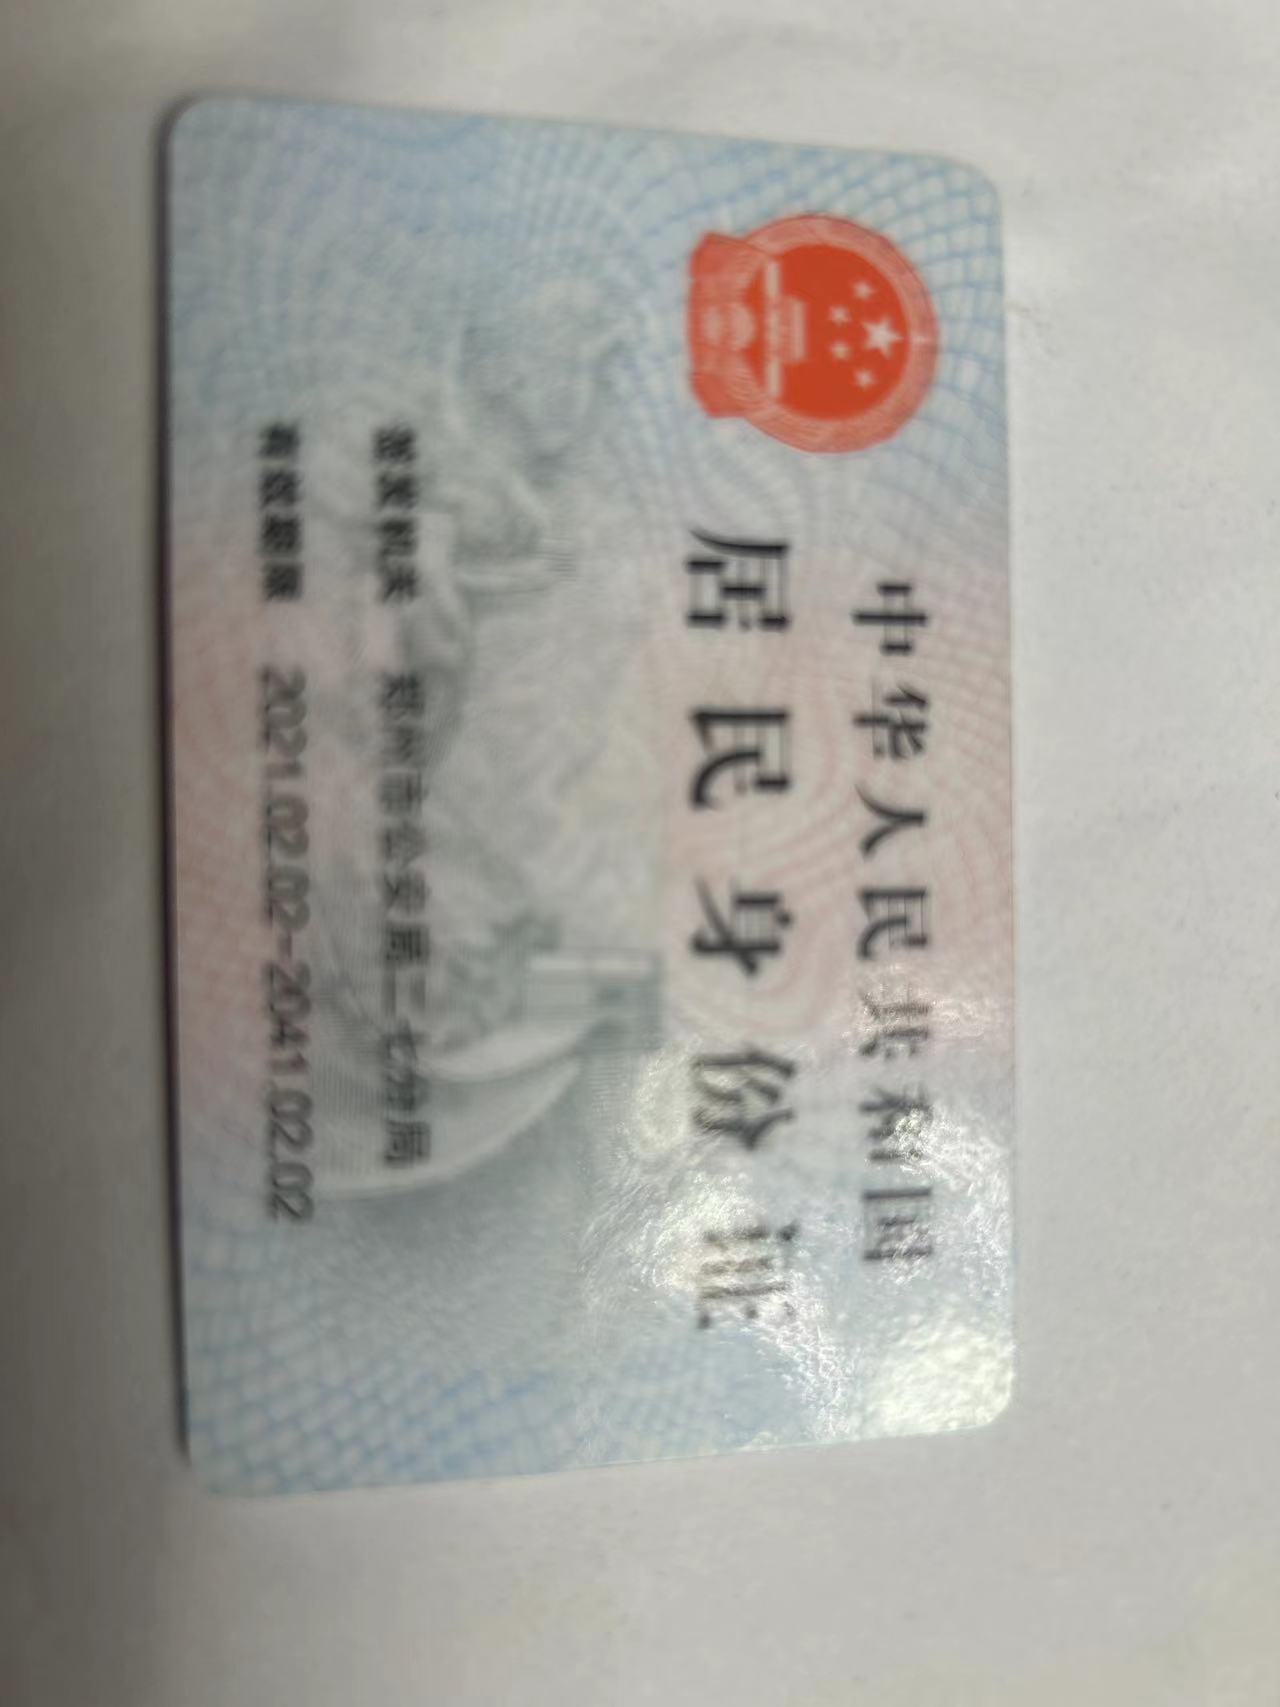 中华人民共和国
居民身份证
签发机关 郑州市公安局二七分局
有效期限 2021.02.02-2041.02.02